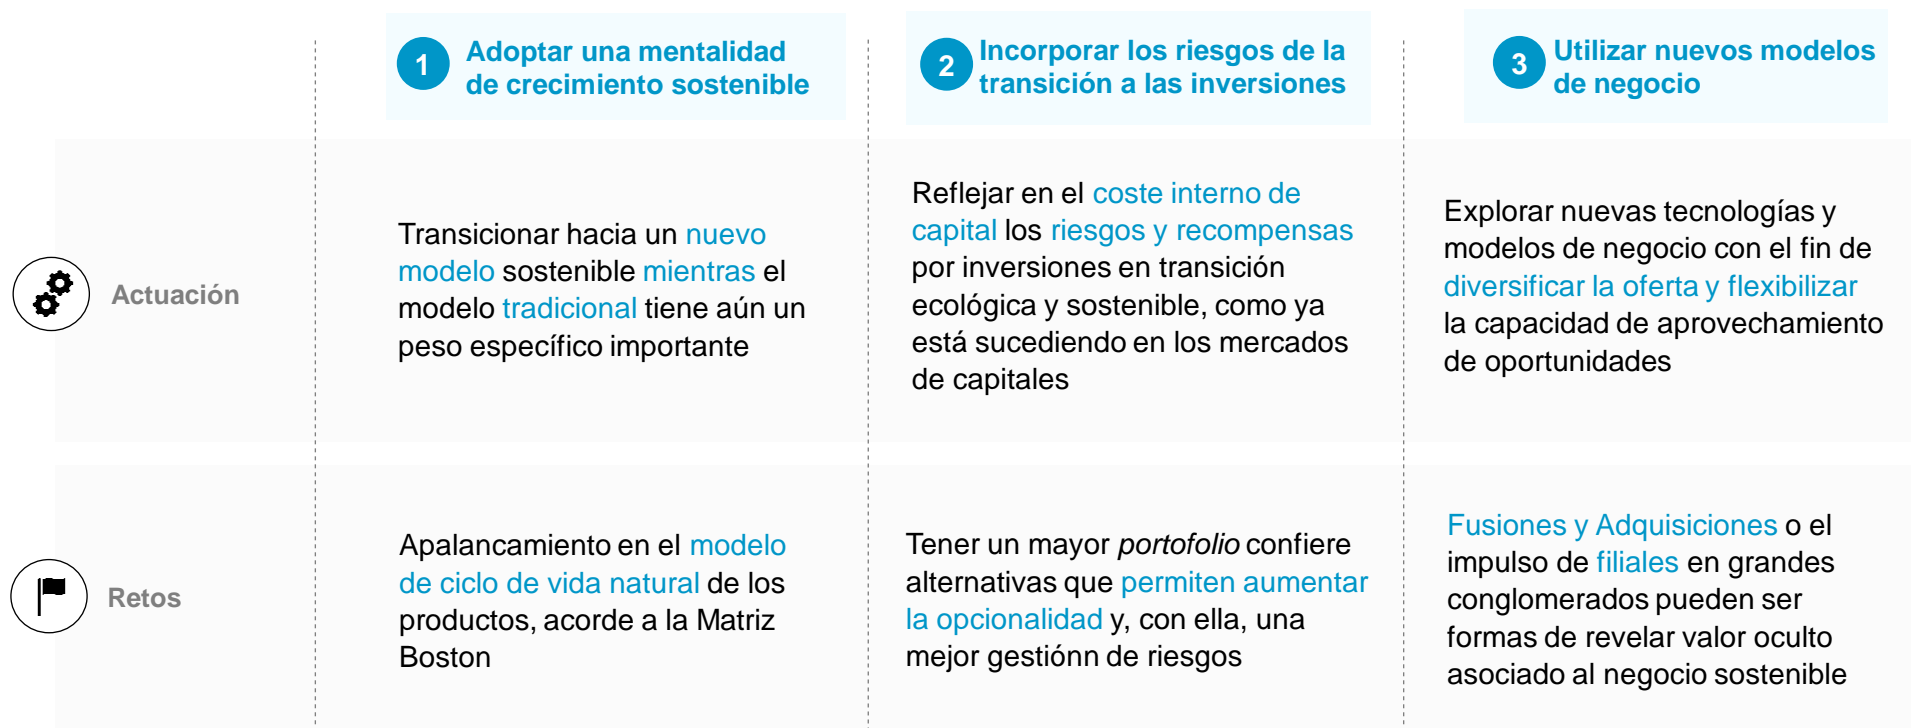 1
Adoptar una mentalidad
de crecimiento sostenible
2
Incorporar los riesgos de la
transición a las inversiones
3
Utilizar nuevos modelos
de negocio
Actuación
Transicionar hacia un nuevo
modelo sostenible mientras el
modelo tradicional tiene aún un
peso específico importante
Reflejar en el coste interno de
capital los riesgos y recompensas
por inversiones en transición
ecológica y sostenible, como ya
está sucediendo en los mercados
de capitales
Explorar nuevas tecnologías y
modelos de negocio con el fin de
diversificar la oferta y flexibilizar
la capacidad de aprovechamiento
de oportunidades
Retos
Apalancamiento en el modelo
de ciclo de vida natural de los
productos, acorde a la Matriz
Boston
Tener un mayor portofolio confiere
alternativas que permiten aumentar
la opcionalidad y, con ella, una
mejor gestiónn de riesgos
Fusiones y Adquisiciones o el
impulso de filiales en grandes
conglomerados pueden ser
formas de revelar valor oculto
asociado al negocio sostenible